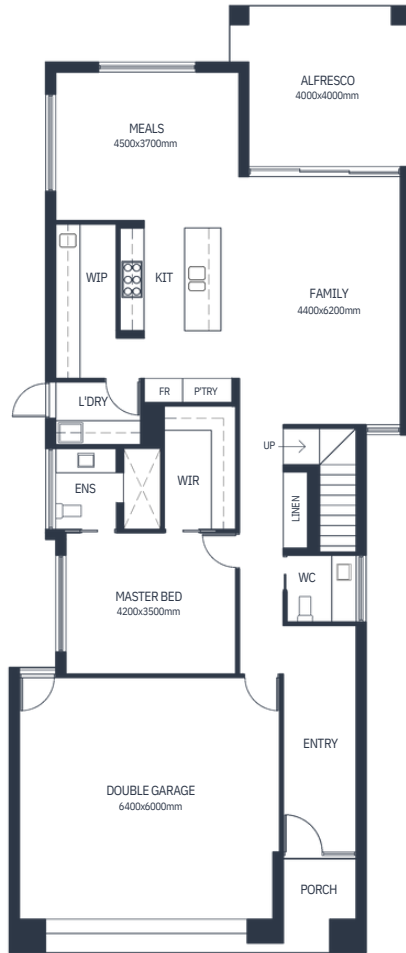 ALFRESCO
4000x4000mm
MEALS
4500x3700mm
WIP
KIT
FAMILY
4400x6200mm
L'DRY
FR
P'TRY
UP
WIR
ENS
LINEN
WC
MASTER BED
4200x3500mm
ENTRY
DOUBLE GARAGE
6400x6000mm
PORCH